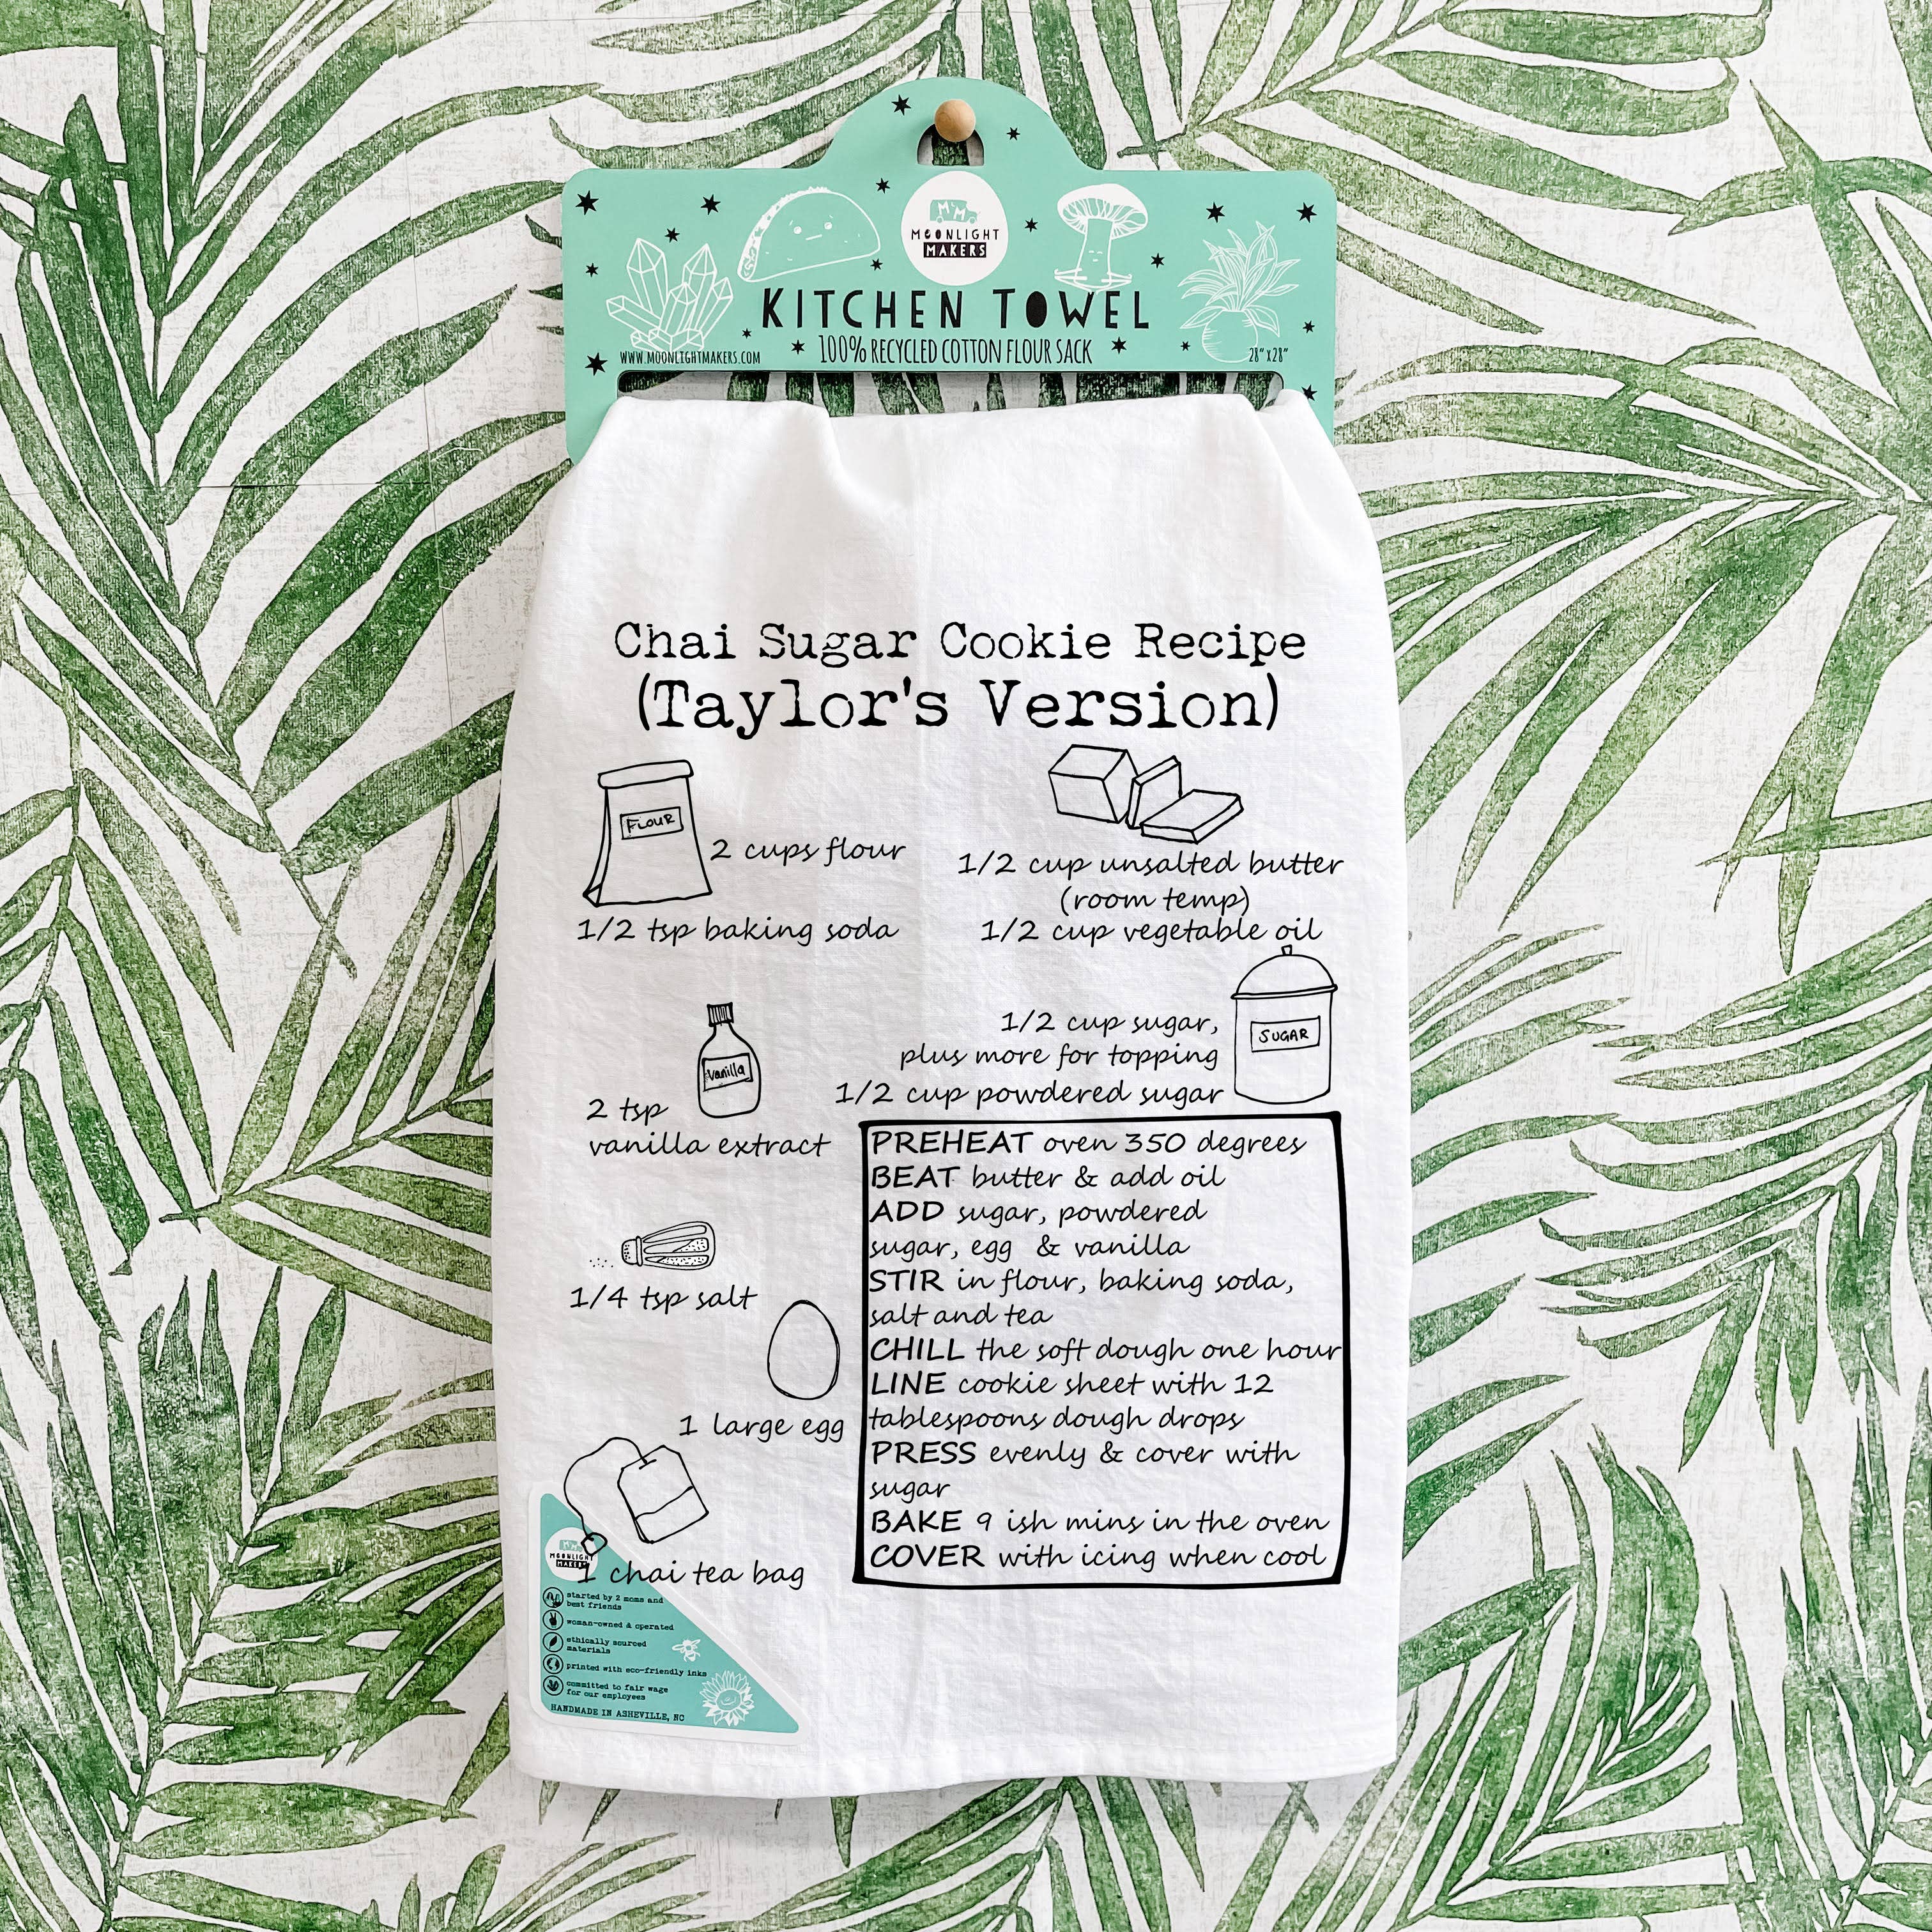 MM
MOONLIGHT
MAKERS
KITCHEN TOWEL
WWW.MOONLIGHTMAKERS.COM
100% RECYCLED COTTON FLOUR SACK
28" x 28"
Chai Sugar Cookie Recipe
(Taylor's Version)
FLOUR
2 cups flour
1/2 tsp baking soda
1/2 cup unsalted butter
(room temp)
1/2 cup vegetable oil
1/2 cup sugar,
plus more for topping
1/2 cup powdered sugar
SUGAR
vanilla
2 tsp
vanilla extract
1/4 tsp salt
1 large egg
1 chai tea bag
PREHEAT oven 350 degrees
BEAT butter & add oil
ADD sugar, powdered
sugar, egg & vanilla
STIR in flour, baking soda,
salt and tea
CHILL the soft dough one hour
LINE cookie sheet with 12
tablespoons dough drops
PRESS evenly & cover with
sugar
BAKE 9 ish mins in the oven
COVER with icing when cool
MOONLIGHT
MAKERS
started by 2 moms and
best friends
woman-owned & operated
ethically sourced
materials
printed with eco-friendly inks
committed to fair wage
for our employees
HANDMADE IN ASHEVILLE, NC